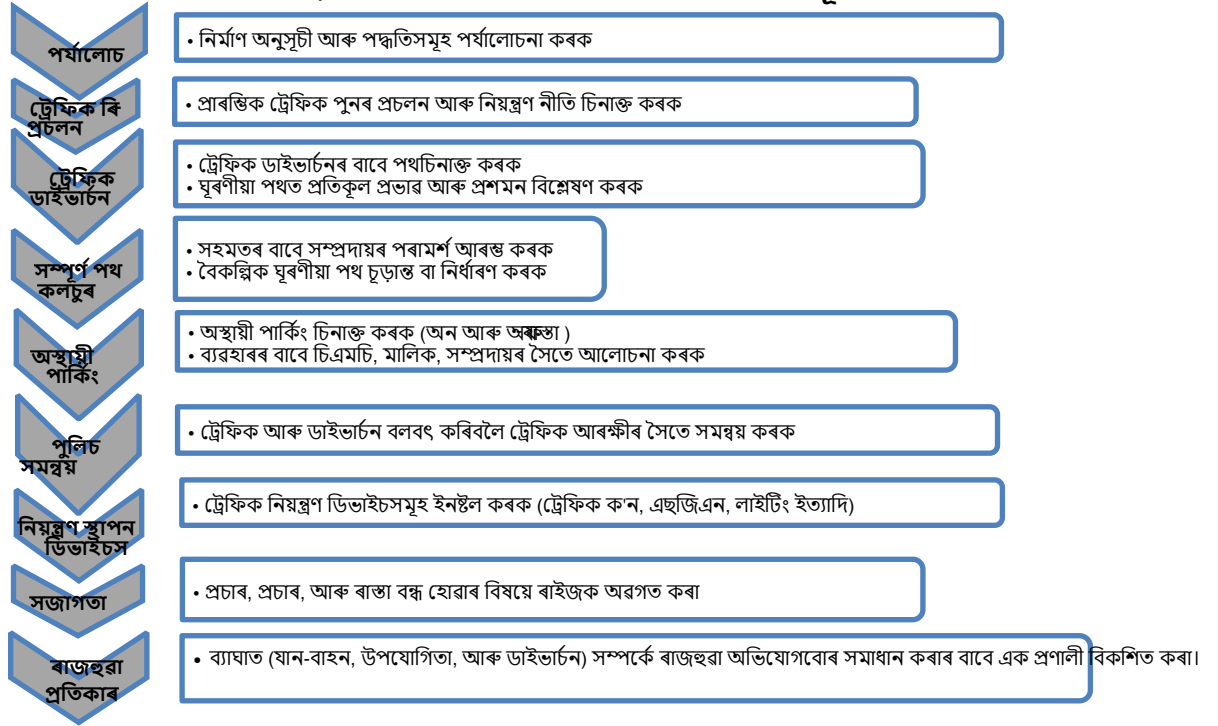 পৰ্যালোচ
• নিৰ্মাণ অনুসূচী আৰু পদ্ধতিসমূহ পৰ্যালোচনা কৰক
ট্ৰেফিক ৰি
প্ৰচলন
• প্ৰাৰম্ভিক ট্ৰেফিক পুনৰ প্ৰচলন আৰু নিয়ন্ত্ৰণ নীতি চিনাক্ত কৰক
ট্ৰেফিক
ডাইভাৰ্চন
• ট্ৰেফিক ডাইভাৰ্চনৰ বাবে পথচিনাক্ত কৰক
• ঘূৰণীয়া পথত প্ৰতিকূল প্ৰভাৱ আৰু প্ৰশমন বিশ্লেষণ কৰক
সম্পূৰ্ণ পথ
কলচুৰ
• সহমতৰ বাবে সম্প্ৰদায়ৰ পৰামৰ্শ আৰম্ভ কৰক
• বৈকল্পিক ঘূৰণীয়া পথ চূড়ান্ত বা নিৰ্ধাৰণ কৰক
অস্থায়ী
পাৰ্কিং
• অস্থায়ী পাৰ্কিং চিনাক্ত কৰক (অন আৰু
• ব্যৱহাৰৰ বাবে চিএমচি, মালিক, সম্প্ৰদায়ৰ সৈতে আলোচনা কৰক
পুলিচ
সমন্বয়
• ট্ৰেফিক আৰু ডাইভাৰ্চন বলবৎ কৰিবলৈ ট্ৰেফিক আৰক্ষীৰ সৈতে সমন্বয় কৰক
নিয়ন্ত্ৰণ স্থাপন
ডিভাইচস
• ট্ৰেফিক নিয়ন্ত্ৰণ ডিভাইচসমূহ ইনষ্টল কৰক (ট্ৰেফিক ক'ন, এছজিএন, লাইটিং ইত্যাদি)
সজাগতা
• প্ৰচাৰ, প্ৰচাৰ, আৰু ৰাস্তা বন্ধ হোৱাৰ বিষয়ে ৰাইজক অৱগত কৰা
ৰাজহুৱা
প্ৰতিকাৰ
• ব্যাঘাত (যান-বাহন, উপযোগিতা, আৰু ডাইভাৰ্চন) সম্পৰ্কে ৰাজহুৱা অভিযোগবোৰ সমাধান কৰাৰ বাবে এক প্ৰণালী বিকশিত কৰা।